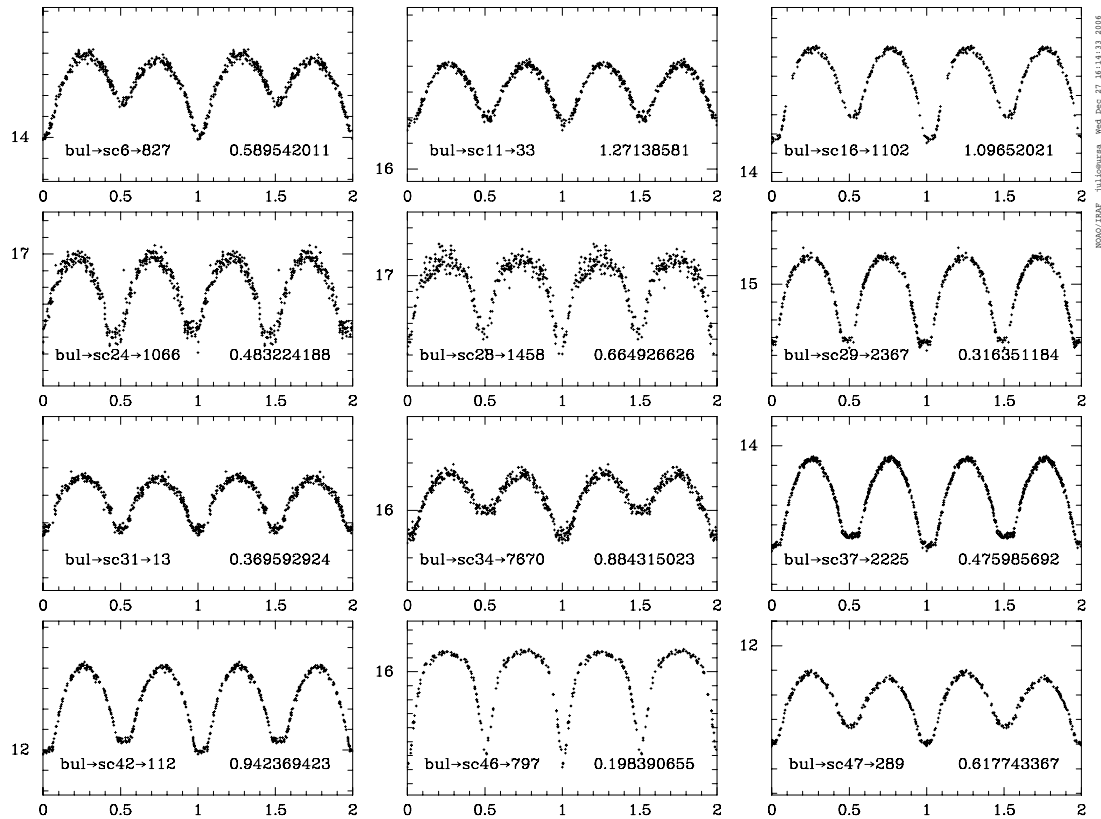 14
bul→sc6→827 0.589542011
0 0.5 1 1.5 2
16
bul→sc11→33 1.27138581
0 0.5 1 1.5 2
14
bul→sc16→1102 1.09652021
0 0.5 1 1.5 2
NOAO/IRAF julio@ursa Wed Dec 27 16:14:33 2006
17
bul→sc24→1066 0.483224188
0 0.5 1 1.5 2
17
bul→sc28→1458 0.664926626
0 0.5 1 1.5 2
15
bul→sc29→2367 0.316351184
0 0.5 1 1.5 2
bul→sc31→13 0.369592924
0 0.5 1 1.5 2
16
bul→sc34→7670 0.884315023
0 0.5 1 1.5 2
14
bul→sc37→2225 0.475985692
0 0.5 1 1.5 2
12
bul→sc42→112 0.942369423
0 0.5 1 1.5 2
16
bul→sc46→797 0.198390655
0 0.5 1 1.5 2
12
bul→sc47→289 0.617743367
0 0.5 1 1.5 2